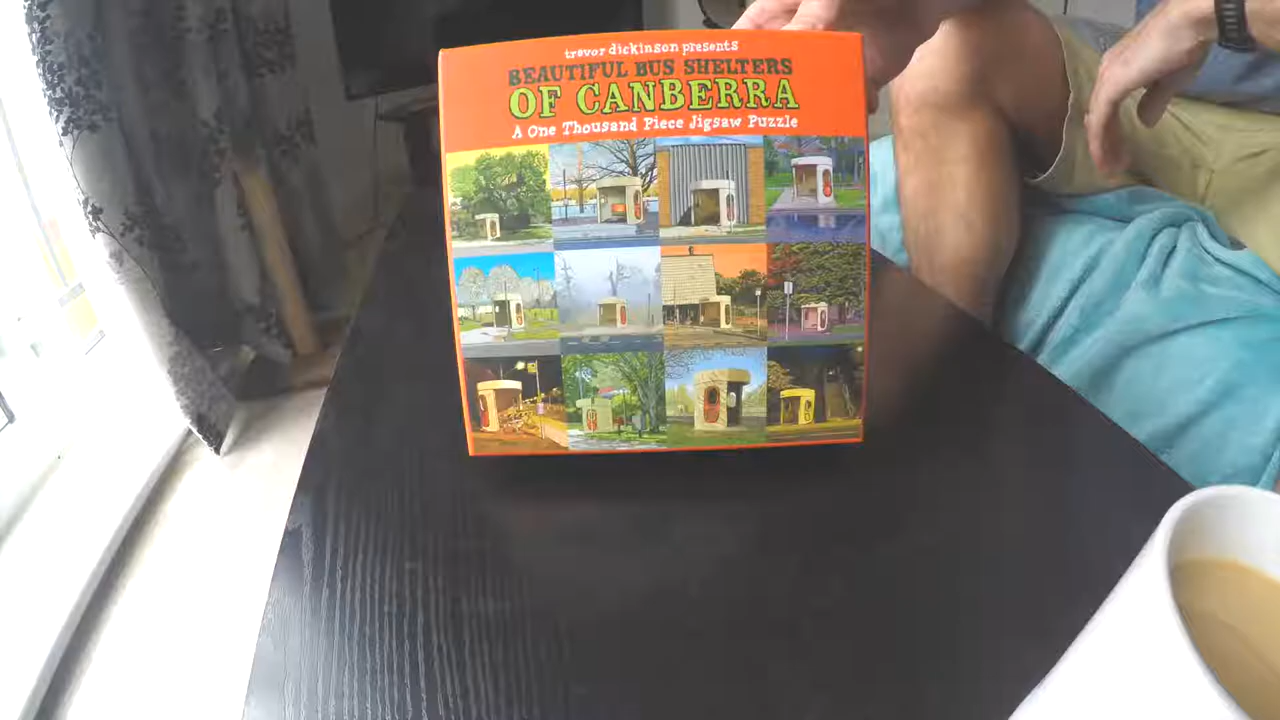 trevor dickinson presents
BEAUTIFUL BUS SHELTERS
OF CANBERRA
A One Thousand Piece Jigsaw Puzzle